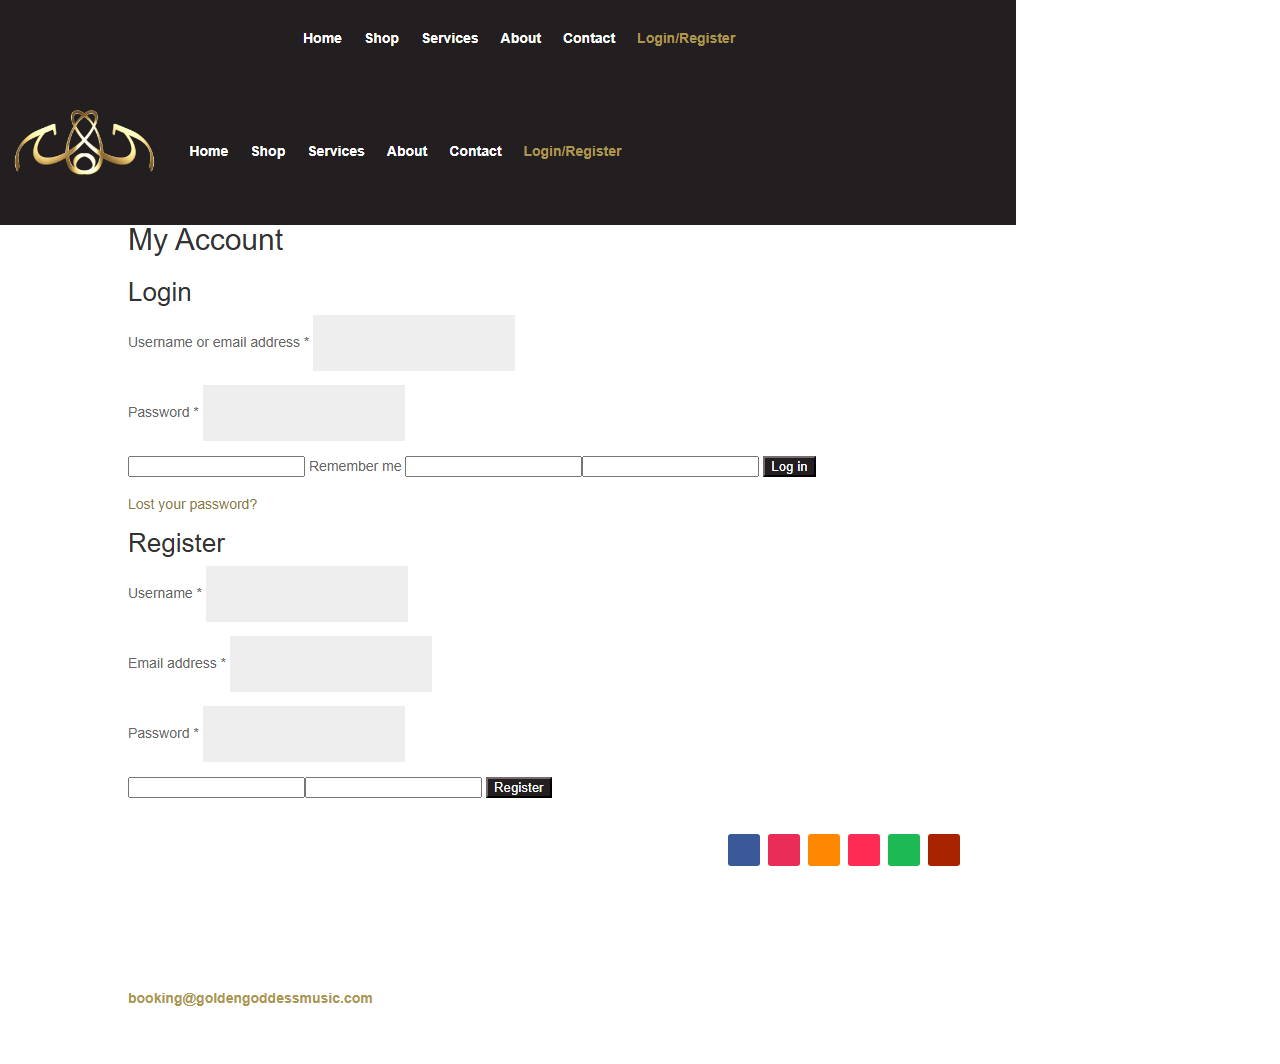 Home Shop Services About Contact Login/Register
Home Shop Services About Contact Login/Register
My Account
Login
Username or email address *
Password *
Remember me Log in
Lost your password?
Register
Username *
Email address *
Password *
Register
booking@goldengoddessmusic.com